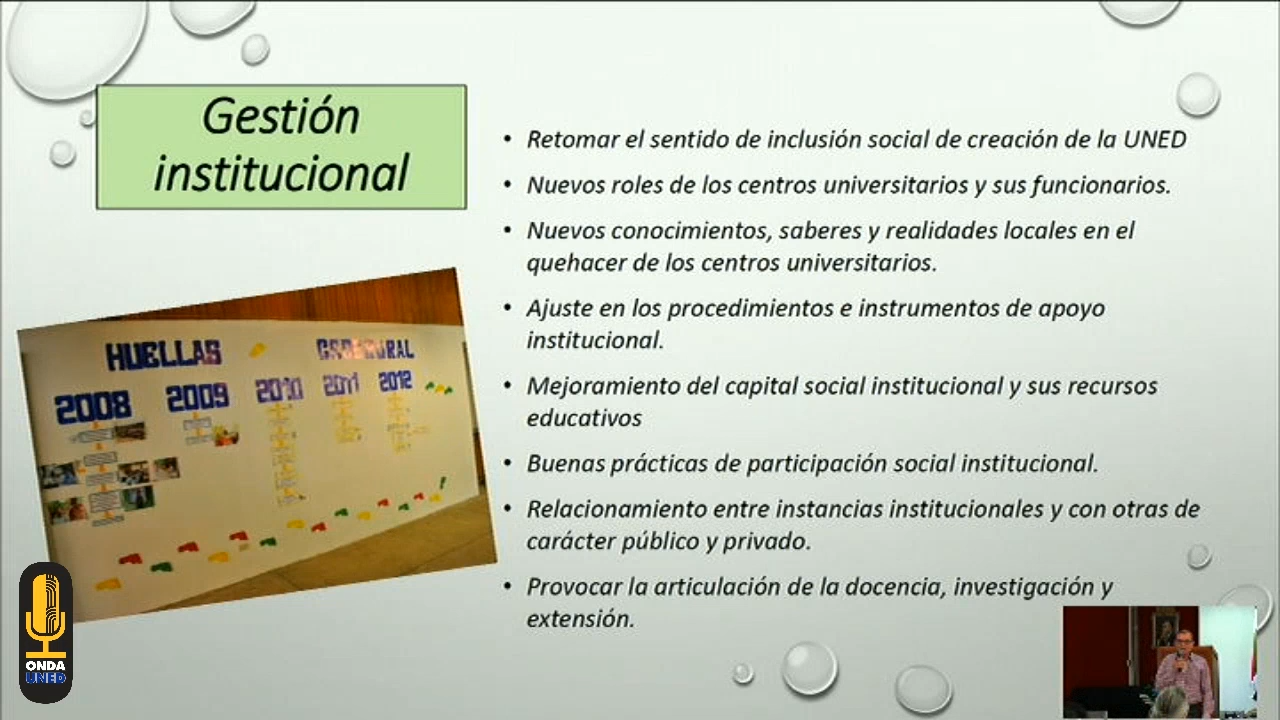 Gestión
institucional
• Retomar el sentido de inclusión social de creación de la UNED
• Nuevos roles de los centros universitarios y sus funcionarios.
• Nuevos conocimientos, saberes y realidades locales en el
quehacer de los centros universitarios.
• Ajuste en los procedimientos e instrumentos de apoyo
institucional.
• Mejoramiento del capital social institucional y sus recursos
educativos
• Buenas prácticas de participación social institucional.
• Relacionamiento entre instancias institucionales y con otras de
carácter público y privado.
• Provocar la articulación de la docencia, investigación y
extensión.
HUELLAS
2008 2009 2010 2011 2012
ONDA
UNED